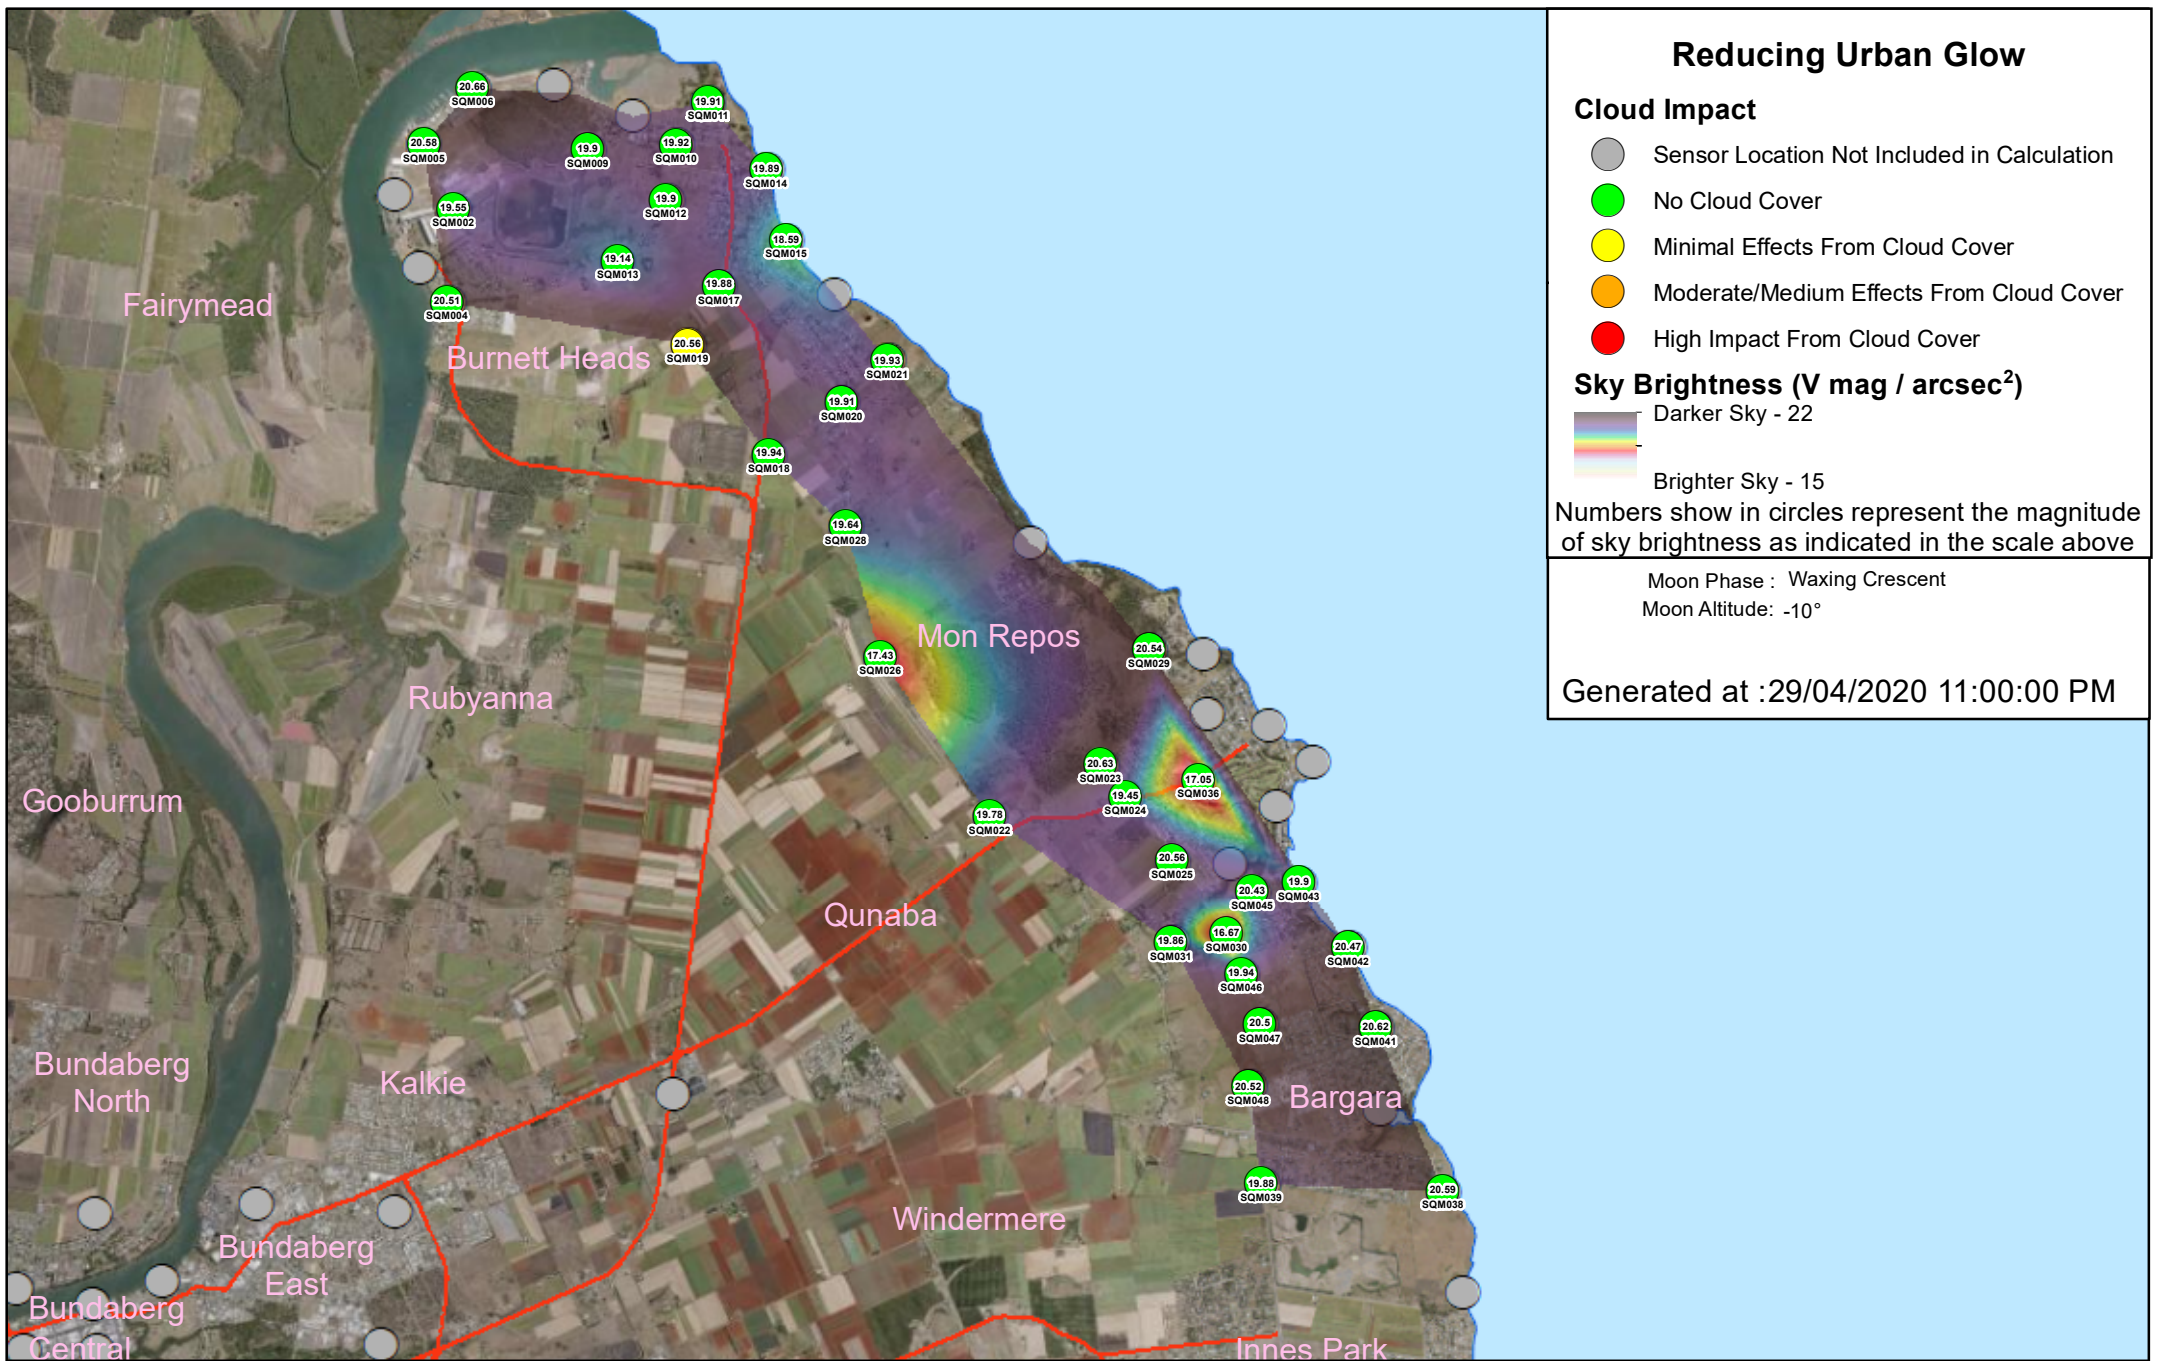 Reducing Urban Glow
Cloud Impact
Sensor Location Not Included in Calculation
No Cloud Cover
Minimal Effects From Cloud Cover
Moderate/Medium Effects From Cloud Cover
High Impact From Cloud Cover
Sky Brightness (V mag / arcsec²)
Darker Sky - 22
Brighter Sky - 15
Numbers show in circles represent the magnitude
of sky brightness as indicated in the scale above
Moon Phase : Waxing Crescent
Moon Altitude: -10°
Generated at :29/04/2020 11:00:00 PM
20.66
SQM006
19.91
SQM011
20.58
SQM005
19.9
SQM009
19.92
SQM010
19.89
SQM014
19.55
SQM002
19.9
SQM012
18.59
SQM015
19.14
SQM013
19.88
SQM017
20.51
SQM004
Fairymead
20.56
SQM019
Burnett Heads
19.93
SQM021
19.91
SQM020
19.94
SQM018
19.64
SQM028
Mon Repos
17.43
SQM026
20.54
SQM029
Rubyanna
20.63
SQM023
17.05
SQM036
19.45
SQM024
Gooburrum
19.78
SQM022
20.56
SQM025
20.43
SQM045
19.9
SQM043
Qunaba
16.67
SQM030
19.86
SQM031
20.47
SQM042
19.94
SQM046
20.5
SQM047
20.62
SQM041
Bundaberg
North
Kalkie
20.52
SQM048
Bargara
19.88
SQM039
20.59
SQM038
Windermere
Bundaberg
East
Bundaberg
Central
Innes Park